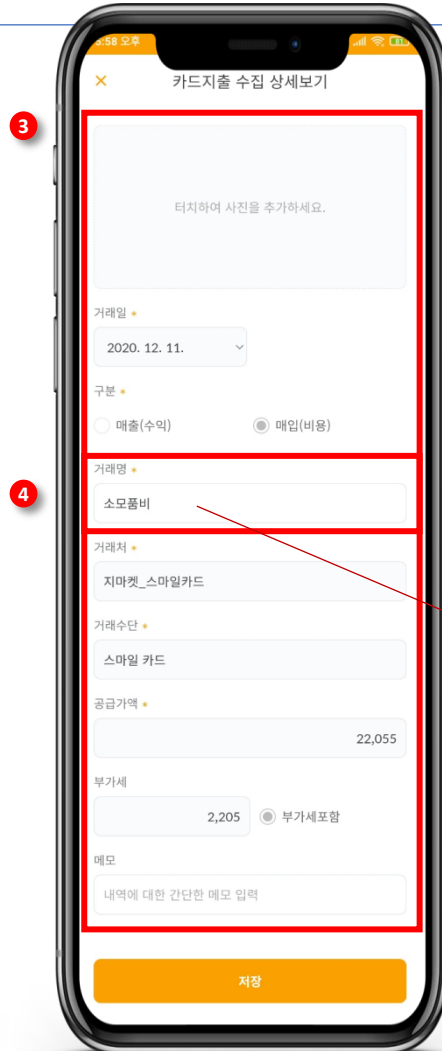 5:58 오후
카드지출 수집 상세보기
3
터치하여 사진을 추가하세요.
거래일 *
2020. 12. 11.
구분 *
매출(수익) 매입(비용)
거래명 *
4
소모품비
거래처 *
지마켓_스마일카드
거래수단 *
스마일 카드
공급가액 *
22,055
부가세
2,205 부가세포함
메모
내역에 대한 간단한 메모 입력
저장